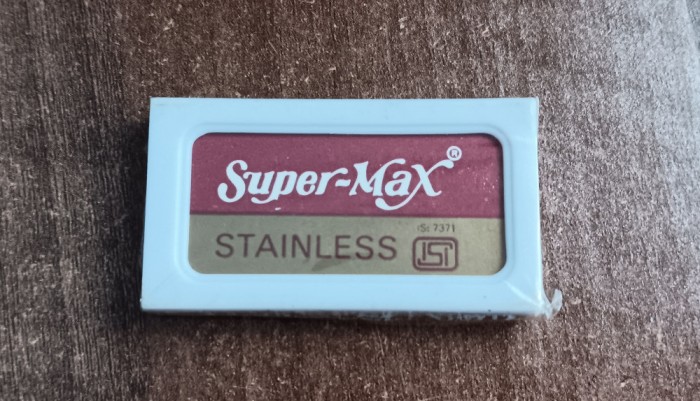 Super-Max ®
IS: 7371
STAINLESS ISI